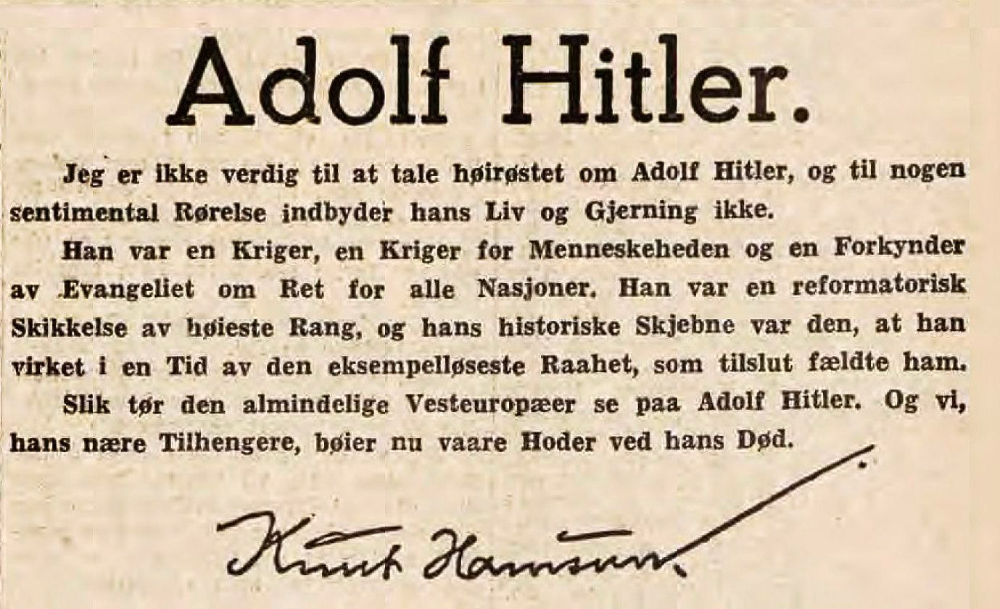 Adolf Hitler.
Jeg er ikke verdig til at tale høirøstet om Adolf Hitler, og til nogen
sentimental Rørelse indbyder hans Liv og Gjerning ikke.
Han var en Kriger, en Kriger for Menneskeheden og en Forkynder
av Evangeliet om Ret for alle Nasjoner. Han var en reformatorisk
Skikkelse av høieste Rang, og hans historiske Skjebne var den, at han
virket i en Tid av den eksempelløseste Raahet, som tilslut fældte ham.
Slik tør den almindelige Vesteuropæer se paa Adolf Hitler. Og vi,
hans nære Tilhengere, bøier nu vaare Hoder ved hans Død.
Knut Hamsun.